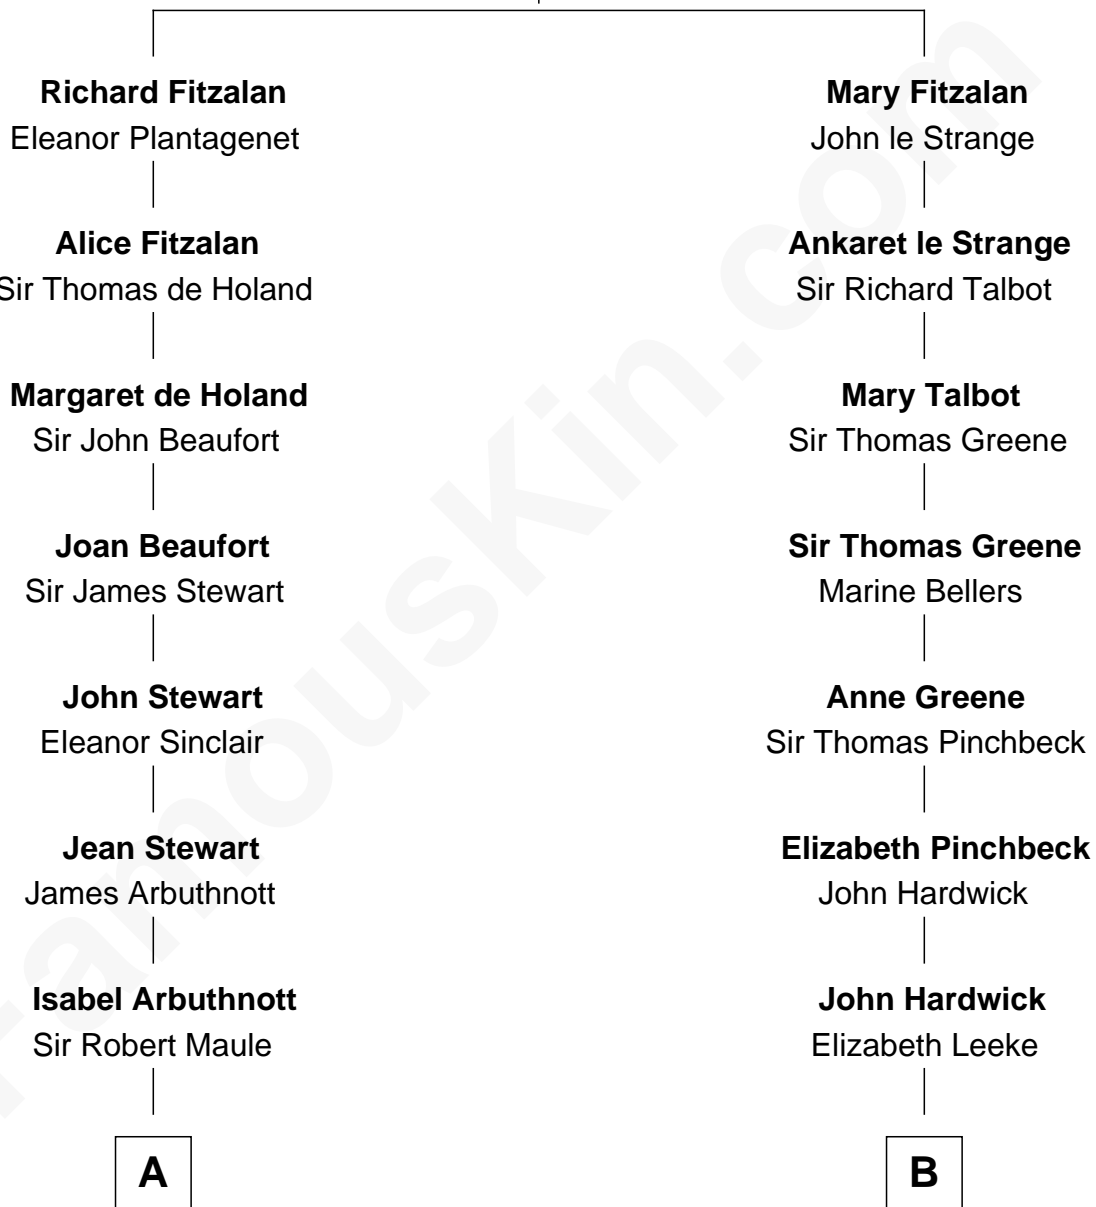 Richard Fitzalan
Eleanor Plantagenet
Alice Fitzalan
Sir Thomas de Holand
Margaret de Holand
Sir John Beaufort
Joan Beaufort
Sir James Stewart
John Stewart
Eleanor Sinclair
Jean Stewart
James Arbuthnott
Isabel Arbuthnott
Sir Robert Maule
A
Mary Fitzalan
John le Strange
Ankaret le Strange
Sir Richard Talbot
Mary Talbot
Sir Thomas Greene
Sir Thomas Greene
Marine Bellers
Anne Greene
Sir Thomas Pinchbeck
Elizabeth Pinchbeck
John Hardwick
John Hardwick
Elizabeth Leeke
B
FamousKin.com